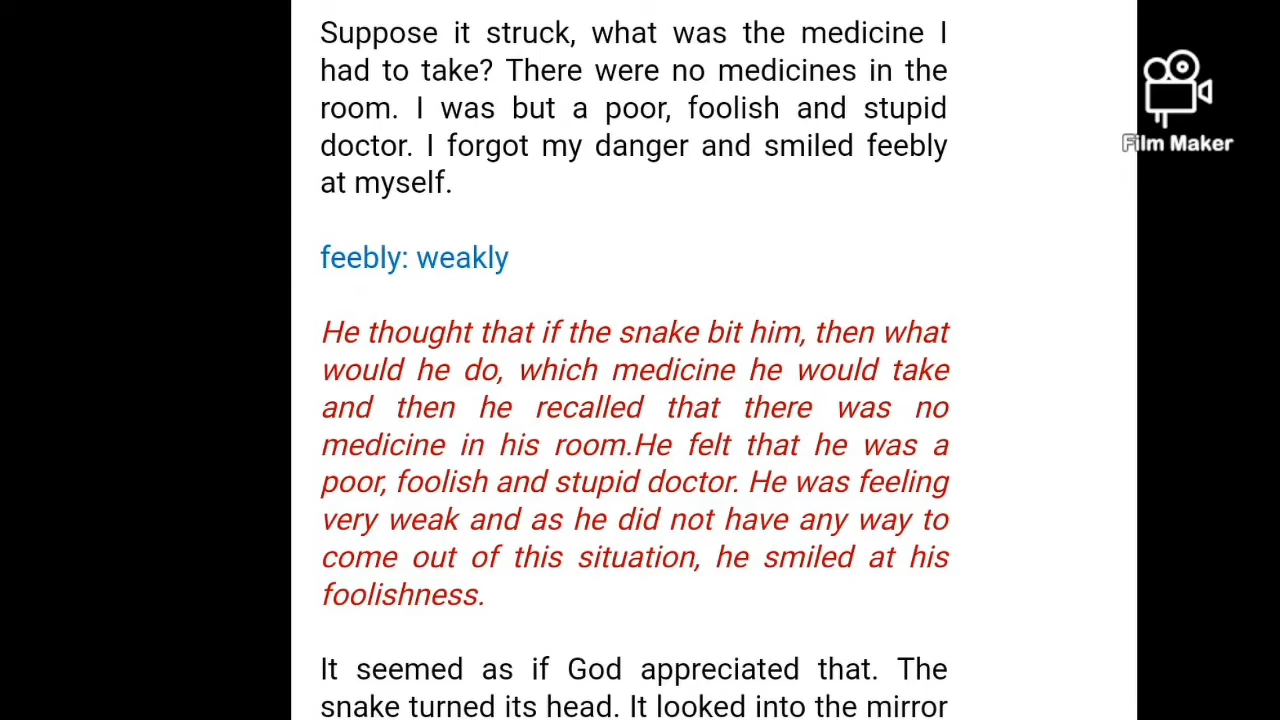 Suppose it struck, what was the medicine I
had to take? There were no medicines in the
room. I was but a poor, foolish and stupid
doctor. I forgot my danger and smiled feebly
at myself.
feebly: weakly
He thought that if the snake bit him, then what
would he do, which medicine he would take
and then he recalled that there was no
medicine in his room.He felt that he was a
poor, foolish and stupid doctor. He was feeling
very weak and as he did not have any way to
come out of this situation, he smiled at his
foolishness.
It seemed as if God appreciated that. The
snake turned its head. It looked into the mirror
Film Maker